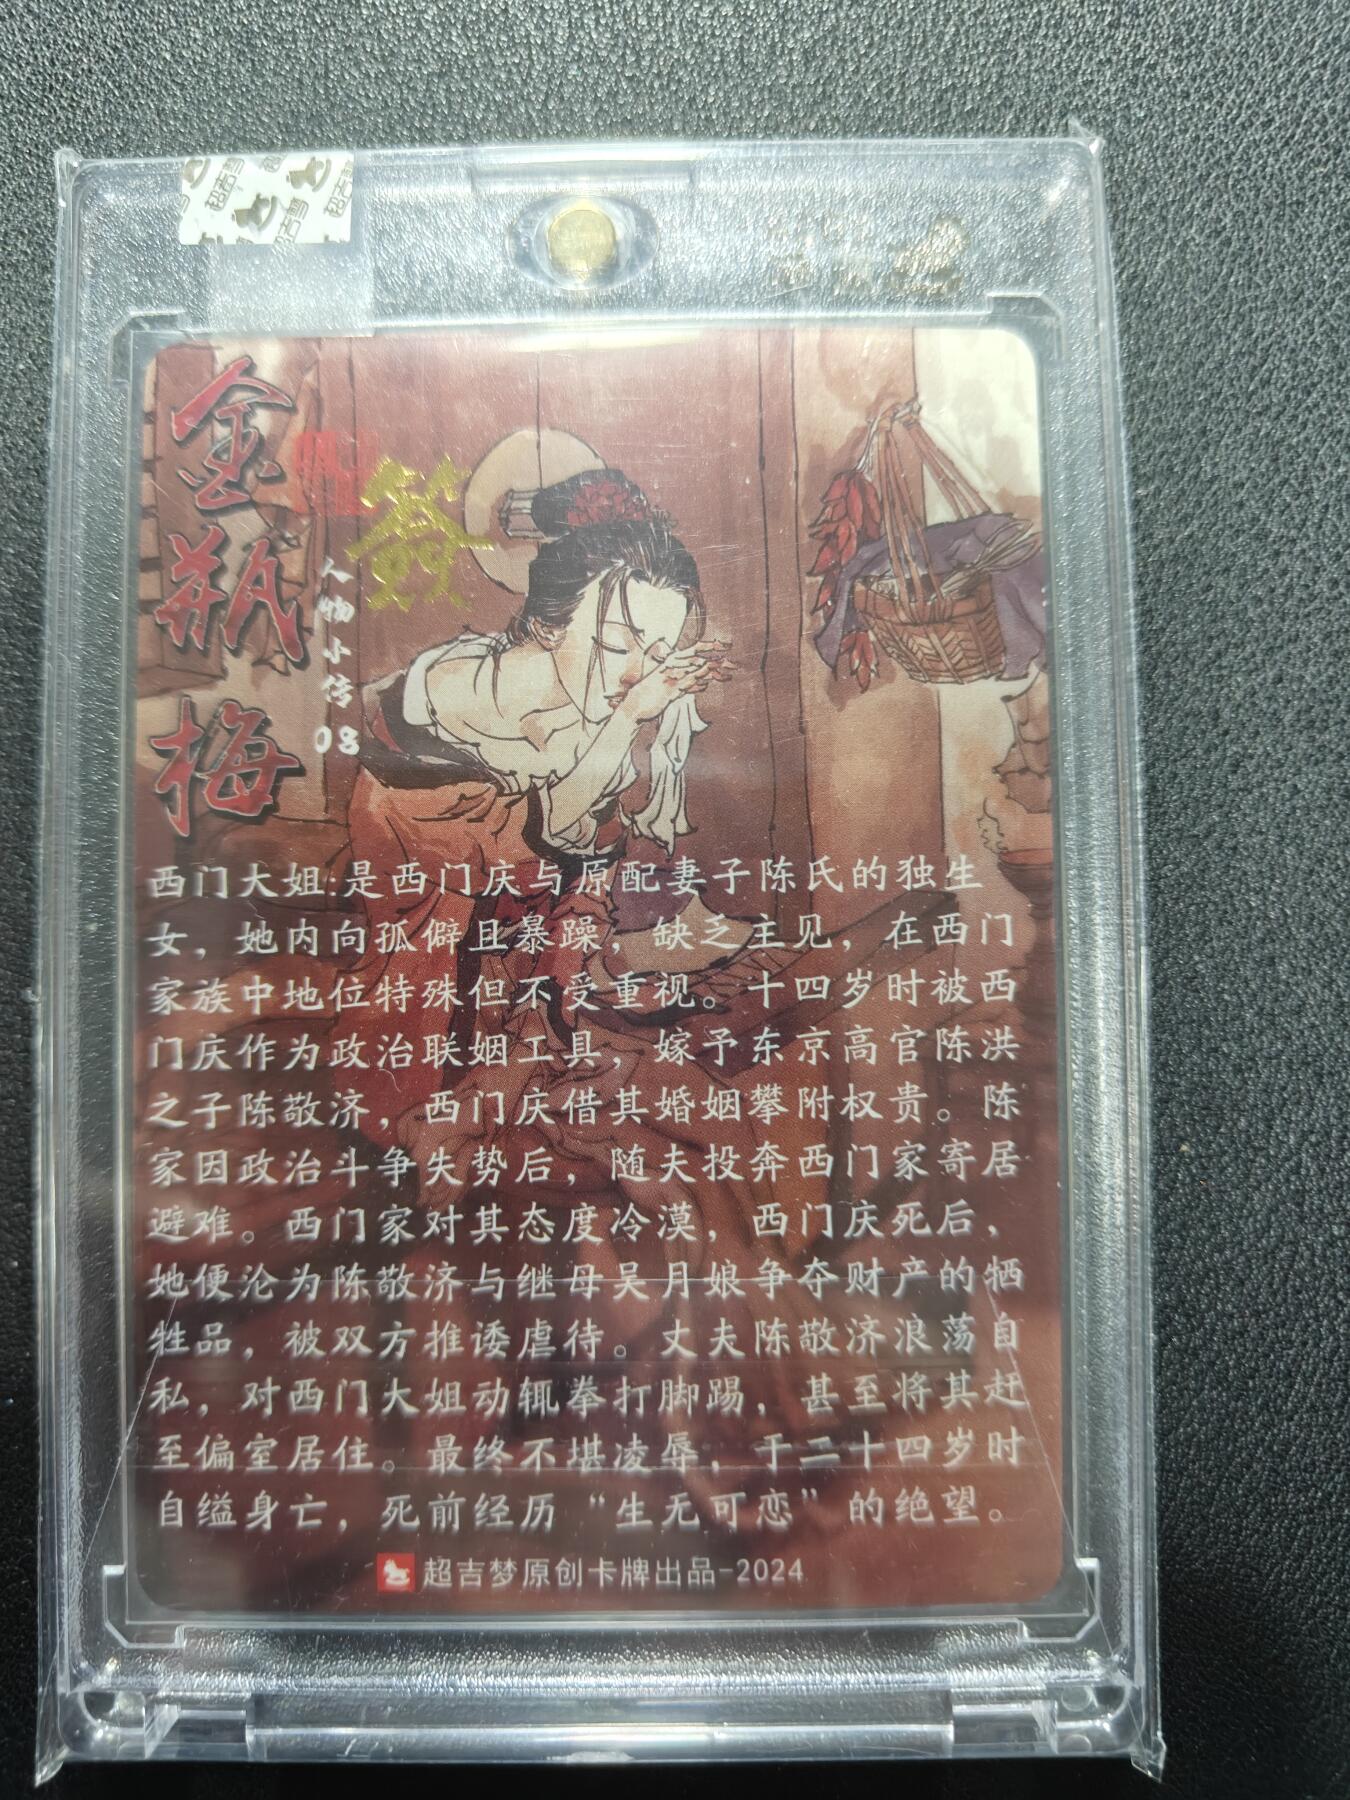 金瓶梅
簽
人物小传
08
西门大姐:是西门庆与原配妻子陈氏的独生
女，她内向孤僻且暴躁，缺乏主见，在西门
家族中地位特殊但不受重视。十四岁时被西
门庆作为政治联姻工具，嫁予东京高官陈洪
之子陈敬济，西门庆借其婚姻攀附权贵。陈
家因政治斗争失势后，随夫投奔西门家寄居
避难。西门家对其态度冷漠，西门庆死后，
她便沦为陈敬济与继母吴月娘争夺财产的牺
牲品，被双方推诿虐待。丈夫陈敬济浪荡自
私，对西门大姐动辄拳打脚踢，甚至将其赶
至偏室居住。最终不堪凌辱，于二十四岁时
自缢身亡，死前经历“生无可恋”的绝望。
超吉梦原创卡牌出品-2024